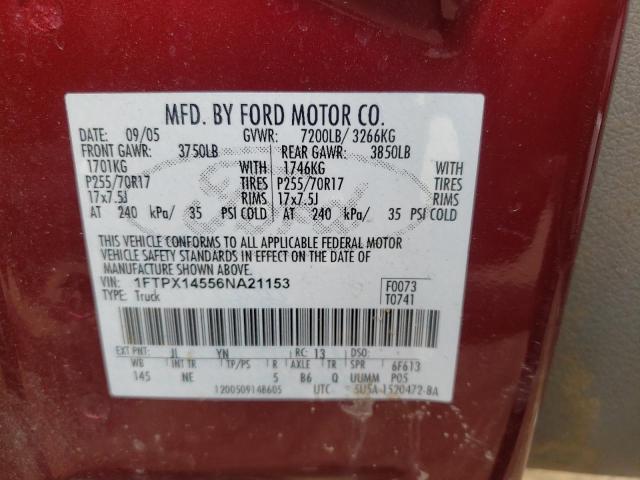 MFD. BY FORD MOTOR CO.
DATE: 09/05 GVWR: 7200LB/ 3266KG
FRONT GAWR: 3750LB REAR GAWR: 3850LB
1701KG WITH 1746KG WITH
P255/70R17 TIRES P255/70R17 TIRES
17x7.5J RIMS 17x7.5J RIMS
AT 240 kPa/ 35 PSI COLD AT 240 kPa/ 35 PSI COLD
THIS VEHICLE CONFORMS TO ALL APPLICABLE FEDERAL MOTOR
VEHICLE SAFETY STANDARDS IN EFFECT ON THE DATE OF
MANUFACTURE SHOWN ABOVE.
VIN: 1FTPX14556NA21153 F0073
TYPE: Truck T0741
EXT PNT: JL YN RC: 13 DSO:
WB INT TR TP/PS R AXLE TR SPR 6F613
145 NE 5 B6 Q UUMM P05
1200509148605 UTC 5U5A-1520472-BA
Ford